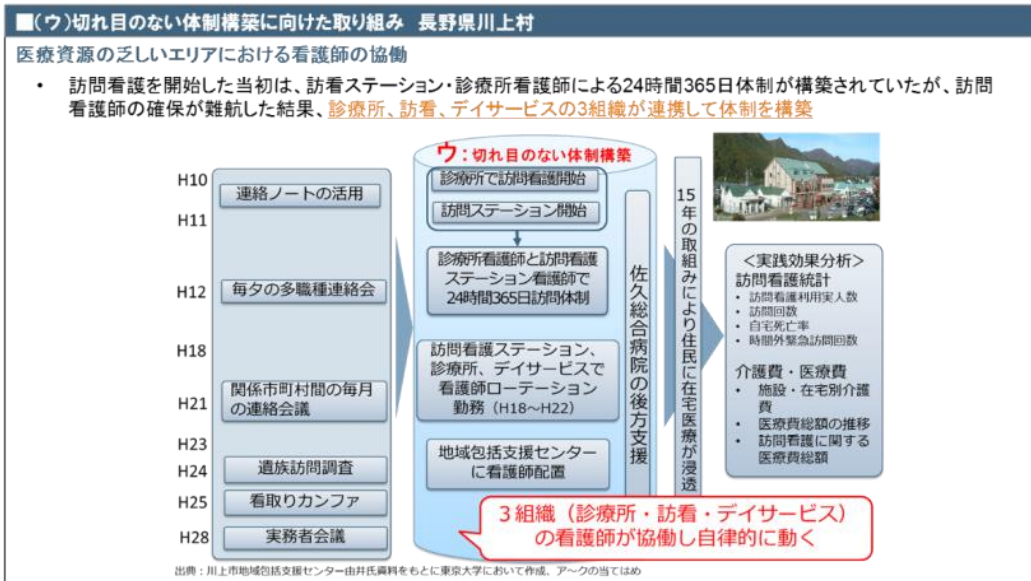 ■(ウ)切れ目のない体制構築に向けた取り組み 長野県川上村
医療資源の乏しいエリアにおける看護師の協働
• 訪問看護を開始した当初は、訪看ステーション・診療所看護師による24時間365日体制が構築されていたが、訪問
看護師の確保が難航した結果、診療所、訪看、デイサービスの3組織が連携して体制を構築
H10
H11
H12
H18
H21
H23
H24
H25
H28
連絡ノートの活用
毎夕の多職種連絡会
関係市町村間の毎月
の連絡会議
遺族訪問調査
看取りカンファ
実務者会議
ウ:切れ目のない体制構築
診療所で訪問看護開始
訪問ステーション開始
診療所看護師と訪問看護
ステーション看護師で
24時間365日訪問体制
訪問看護ステーション、
診療所、デイサービスで
看護師ローテーション
勤務(H18～H22)
地域包括支援センター
に看護師配置
佐久総合病院の後方支援
15年の取組みにより住民に在宅医療が浸透
<実践効果分析>
訪問看護統計
• 訪問看護利用実人数
• 訪問回数
• 自宅死亡率
• 時間外緊急訪問回数
介護費・医療費
• 施設・在宅別介護
費
• 医療費総額の推移
• 訪問看護に関する
医療費総額
3組織(診療所・訪看・デイサービス)
の看護師が協働し自律的に動く
出典:川上市地域包括支援センター由井氏資料をもとに東京大学において作成、ア～クの当てはめ